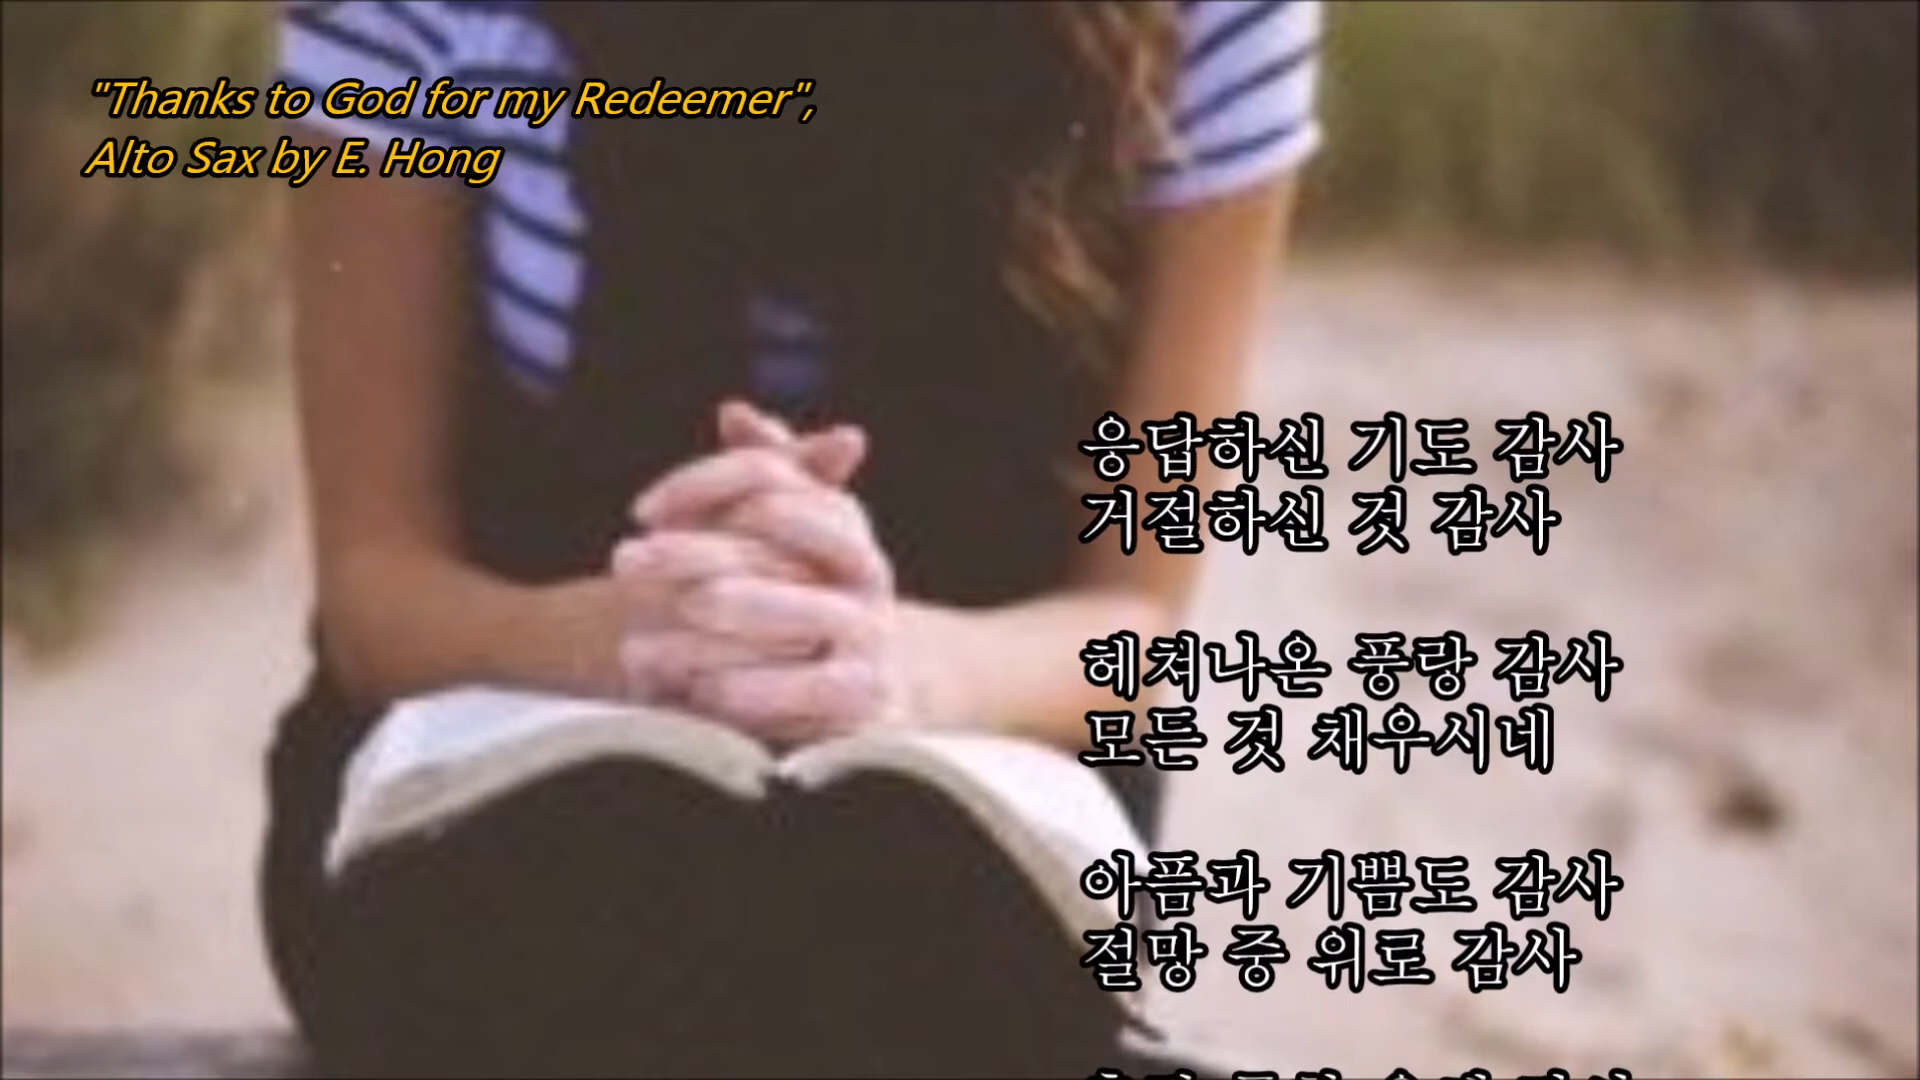 "Thanks to God for my Redeemer",
Alto Sax by E. Hong
응답하신 기도 감사
거절하신 것 감사
헤쳐나온 풍랑 감사
모든 것 채우시네
아픔과 기쁨도 감사
절망 중 위로 감사